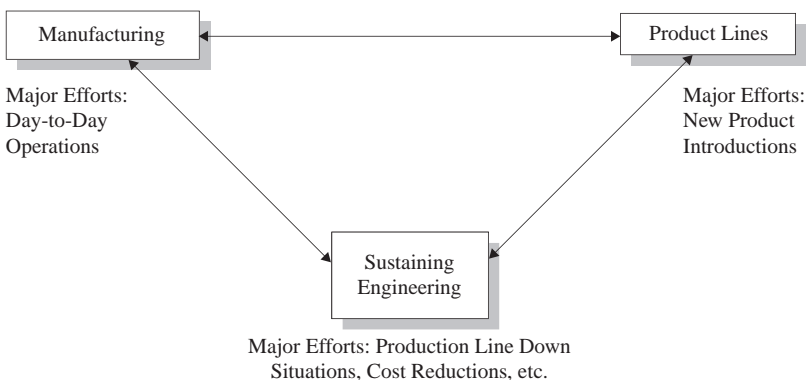 Manufacturing
Product Lines
Major Efforts:
Day-to-Day
Operations
Major Efforts:
New Product
Introductions
Sustaining
Engineering
Major Efforts: Production Line Down
Situations, Cost Reductions, etc.